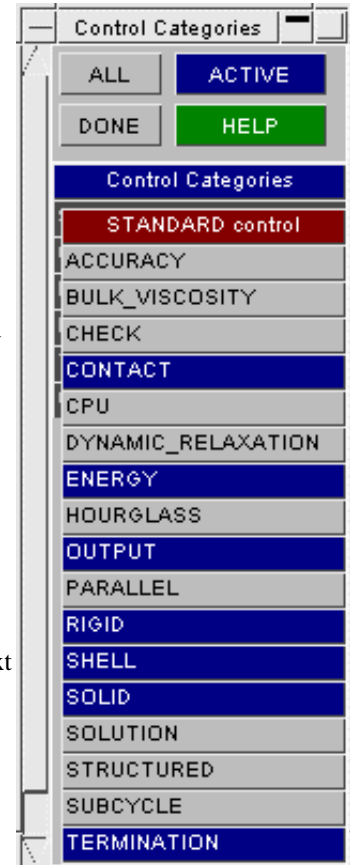 Control Categories
ALL ACTIVE
DONE HELP
Control Categories
STANDARD control
ACCURACY
BULK_VISCOSITY
CHECK
CONTACT
CPU
DYNAMIC_RELAXATION
ENERGY
HOURGLASS
OUTPUT
PARALLEL
RIGID
SHELL
SOLID
SOLUTION
STRUCTURED
SUBCYCLE
TERMINATION